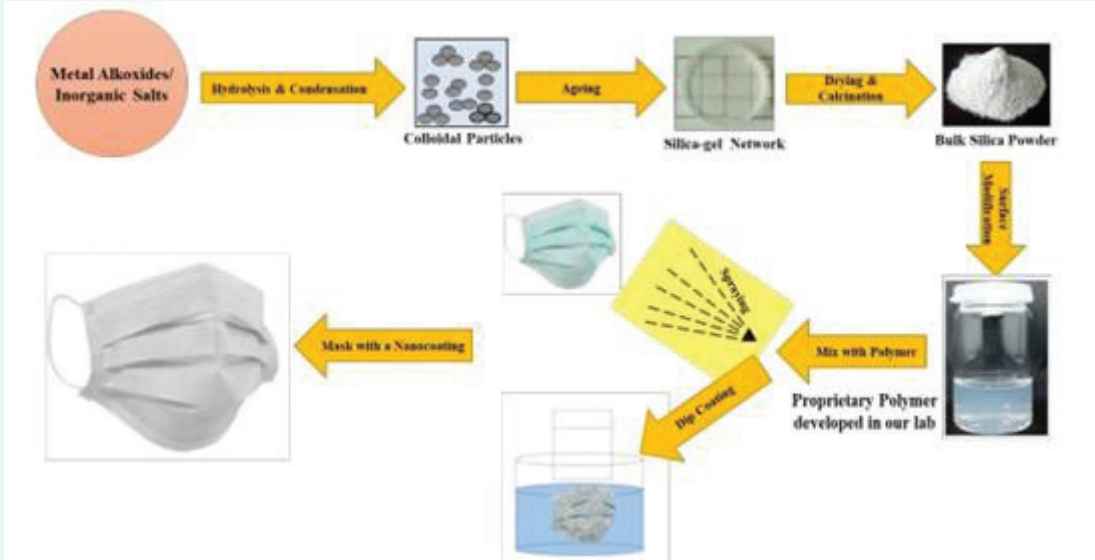 Metal Alkoxides/
Inorganic Salts
Hydrolysis & Condensation
Colloidal Particles
Ageing
Silica-gel Network
Drying &
Calcination
Bulk Silica Powder
Surface
Modification
Spraying
Mix with Polymer
Proprietary Polymer
developed in our lab
Dip Coating
Mask with a Nanocoating